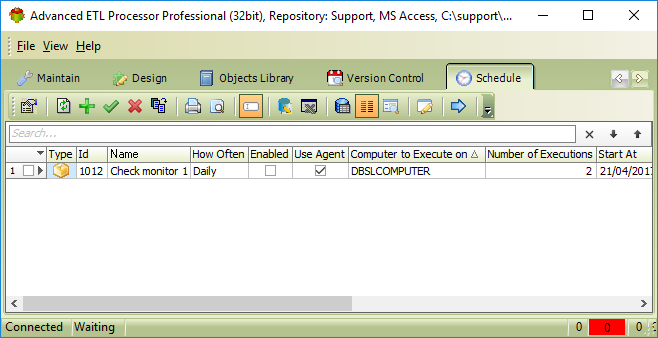 Advanced ETL Processor Professional (32bit), Repository: Support, MS Access, C:\support\...
File View Help
Maintain Design Objects Library Version Control Schedule
Search...
Type Id Name How Often Enabled Use Agent Computer to Execute on Number of Executions Start At
1 1012 Check monitor 1 Daily DBSLCOMPUTER 2 21/04/201
Connected Waiting 0 0 0